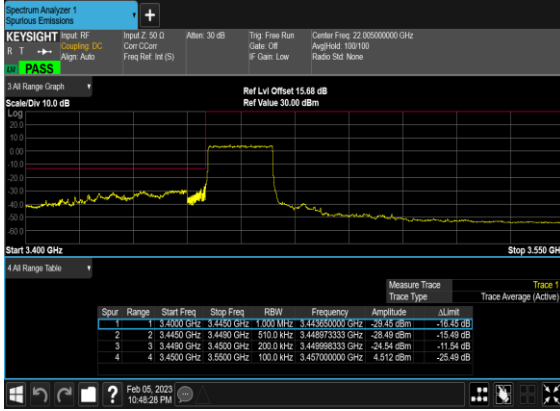 Spectrum Analyzer 1
Spurious Emissions
+
KEYSIGHT Input: RF Input Z: 50 Ω Atten: 30 dB Trig: Free Run Center Freq: 22.005000000 GHz
R T Coupling: DC Corr CCorr Gate: Off Avg|Hold: 100/100
Align: Auto Freq Ref: Int (S) IF Gain: Low Radio Std: None
PASS
3 All Range Graph Ref Lvl Offset 15.68 dB
Scale/Div 10.0 dB Ref Value 30.00 dBm
Log
20.0
10.0
0.00
-10.0
-20.0
-30.0
-40.0
-50.0
-60.0
Start 3.400 GHz Stop 3.550 GH
4 All Range Table
Measure Trace Trace 1
Trace Type Trace Average (Active)
Spur Range Start Freq Stop Freq RBW Frequency Amplitude ΔLimit
1 1 3.4000 GHz 3.4450 GHz 1.000 MHz 3.443650000 GHz -29.45 dBm -16.45 dB
2 2 3.4450 GHz 3.4490 GHz 510.0 kHz 3.448973333 GHz -28.49 dBm -15.49 dB
3 3 3.4490 GHz 3.4500 GHz 200.0 kHz 3.449998333 GHz -24.54 dBm -11.54 dB
4 4 3.4500 GHz 3.5500 GHz 100.0 kHz 3.457000000 GHz 4.512 dBm -25.49 dB
? Feb 05, 2023
10:48:28 PM